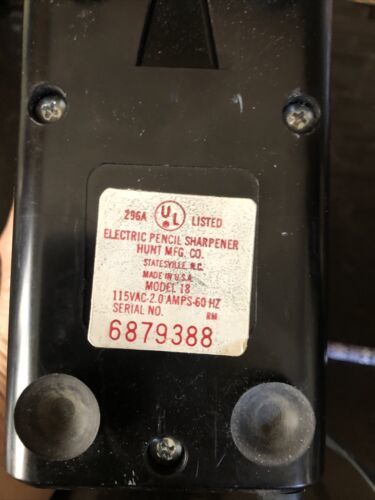 296A UL LISTED
ELECTRIC PENCIL SHARPENER
HUNT MFG. CO.
STATESVILLE, N.C.
MADE IN U.S.A.
MODEL 18
115VAC-2.0 AMPS-60 HZ
SERIAL NO. RM
6879388